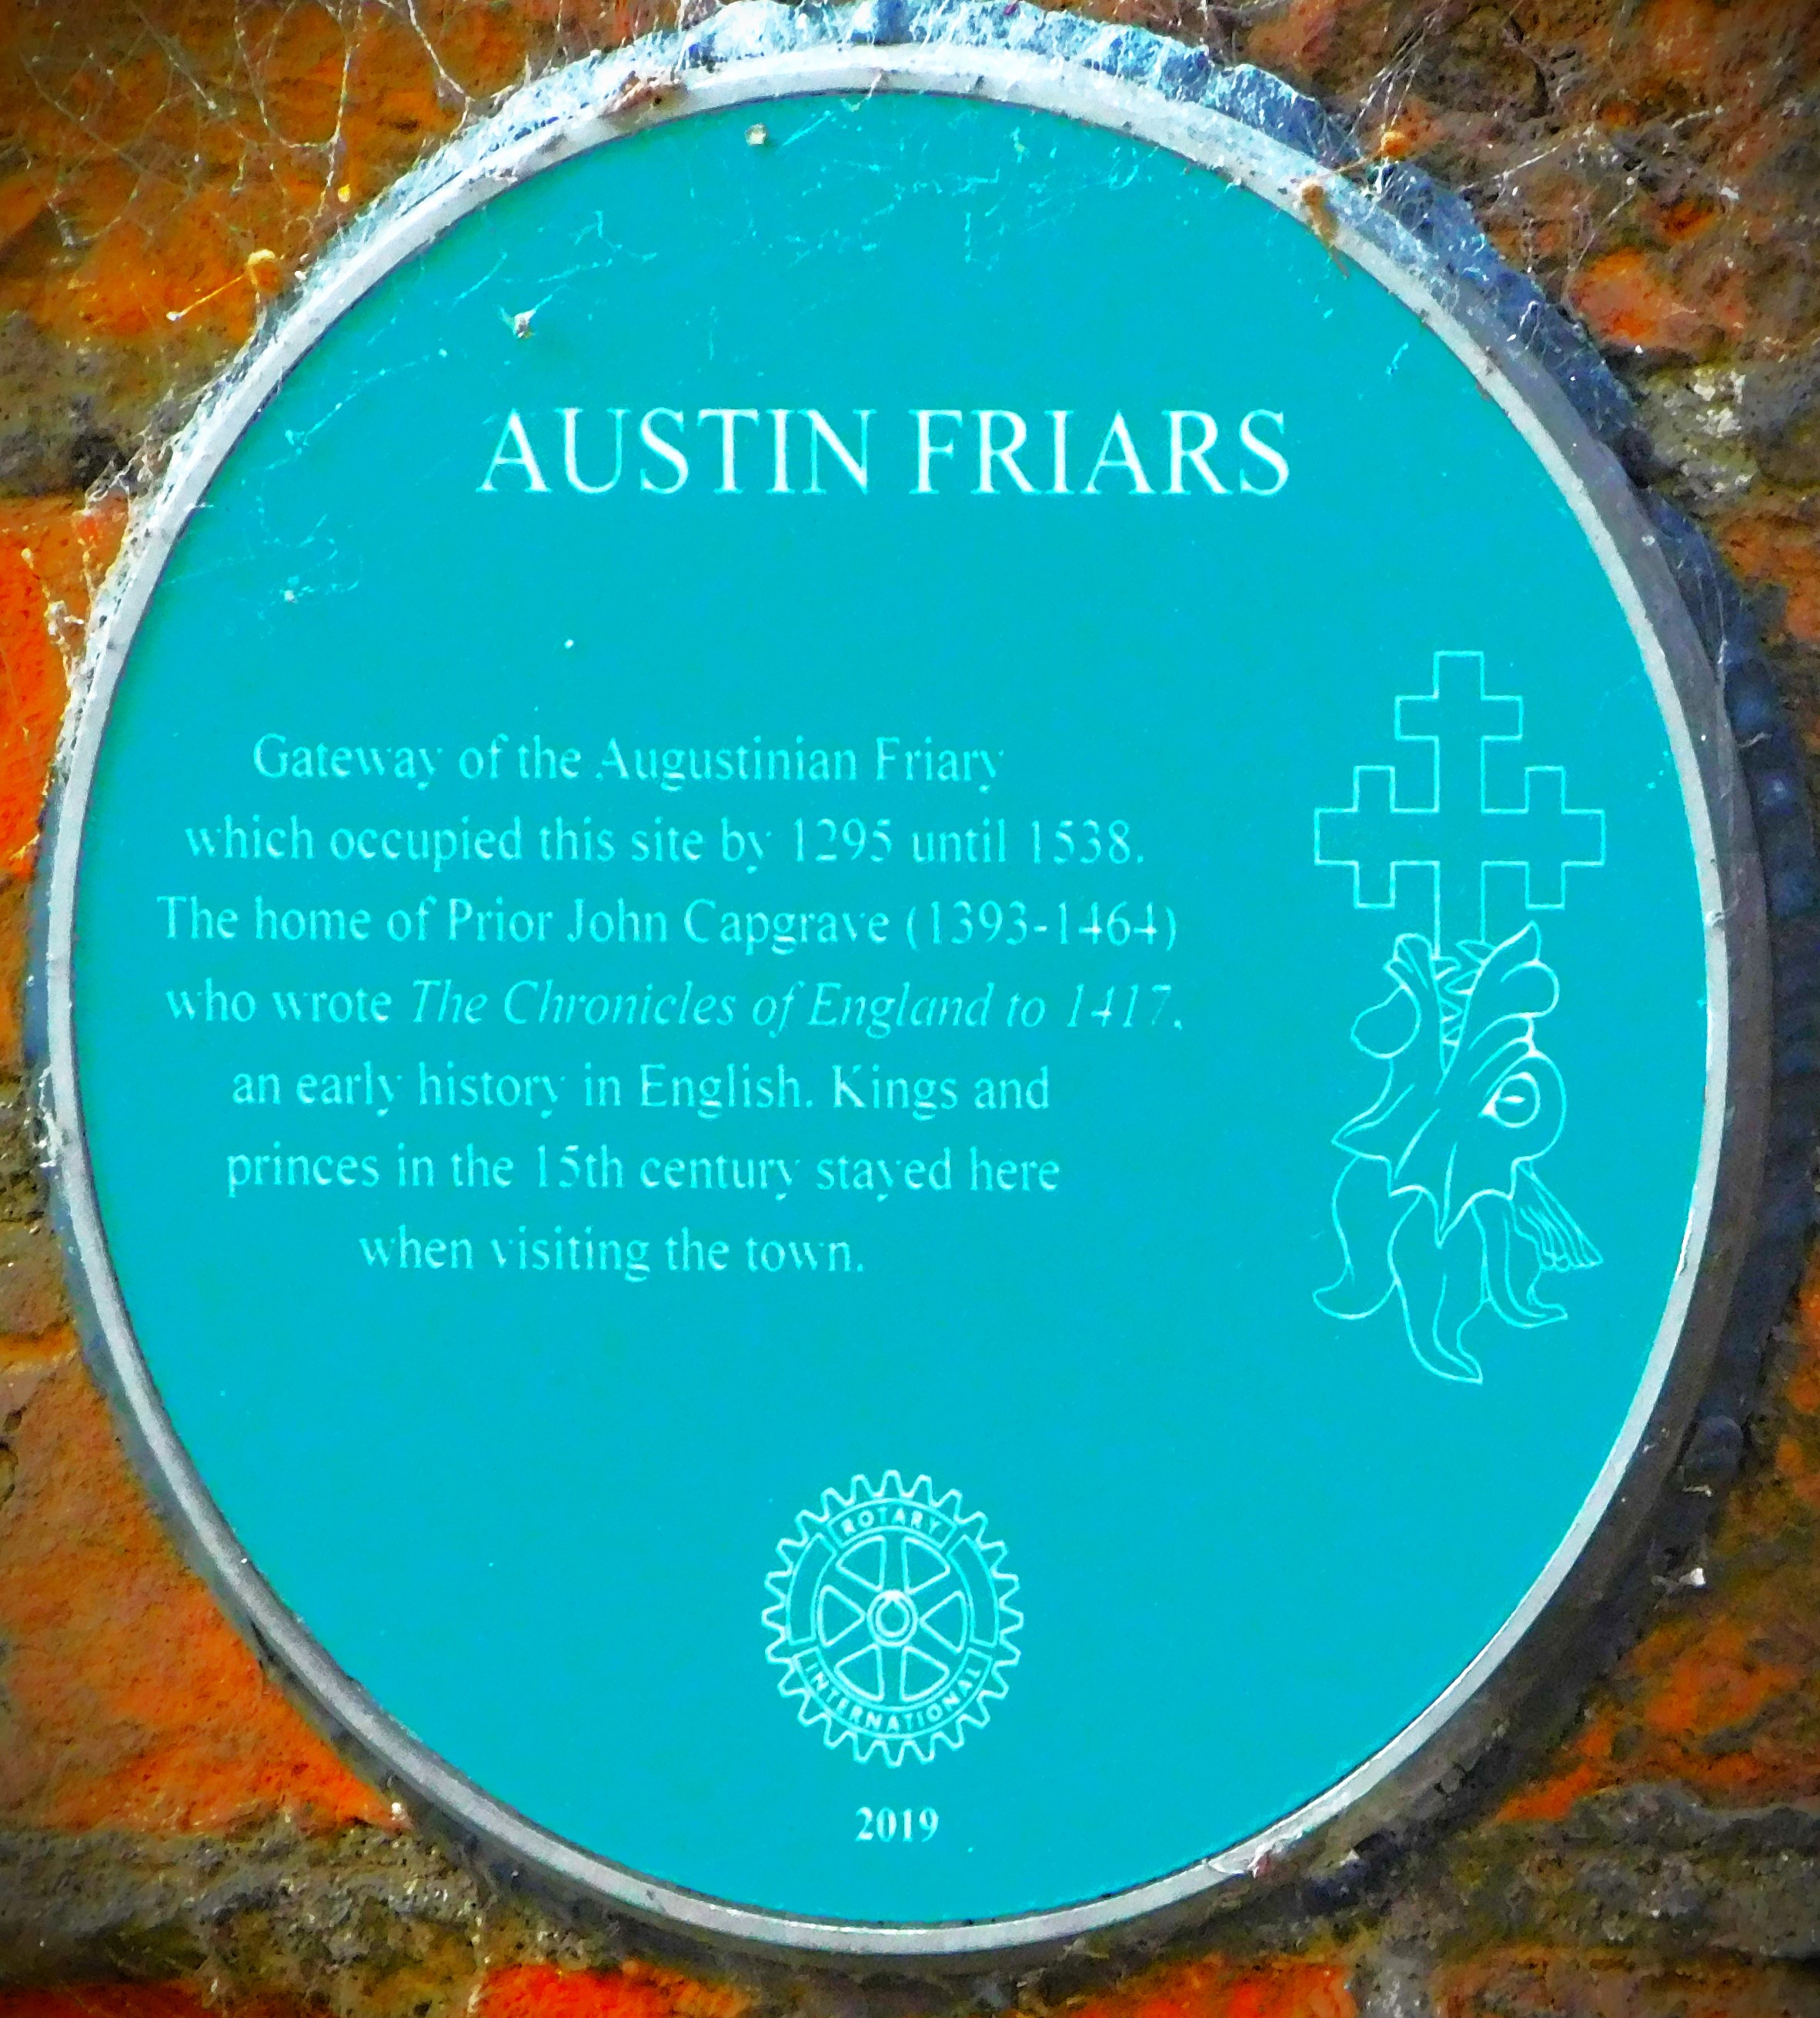 AUSTIN FRIARS
Gateway of the Augustinian Friary
which occupied this site by 1295 until 1538.
The home of Prior John Capgrave (1393-1464)
who wrote The Chronicles of England to 1417,
an early history in English. Kings and
princes in the 15th century stayed here
when visiting the town.
ROTARY
INTERNATIONAL
2019